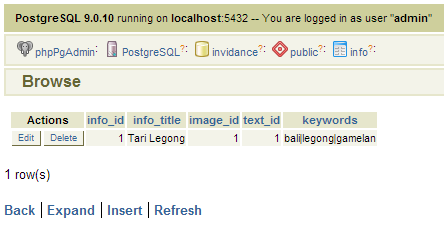 PostgreSQL 9.0.10 running on localhost:5432 -- You are logged in as user "admin"
phpPgAdmin: PostgreSQL?: invidance?: public?: info?:
Browse
Actions info_id info_title image_id text_id keywords
Edit Delete 1 Tari Legong 1 1 bali|legong|gamelan
1 row(s)
Back | Expand | Insert | Refresh